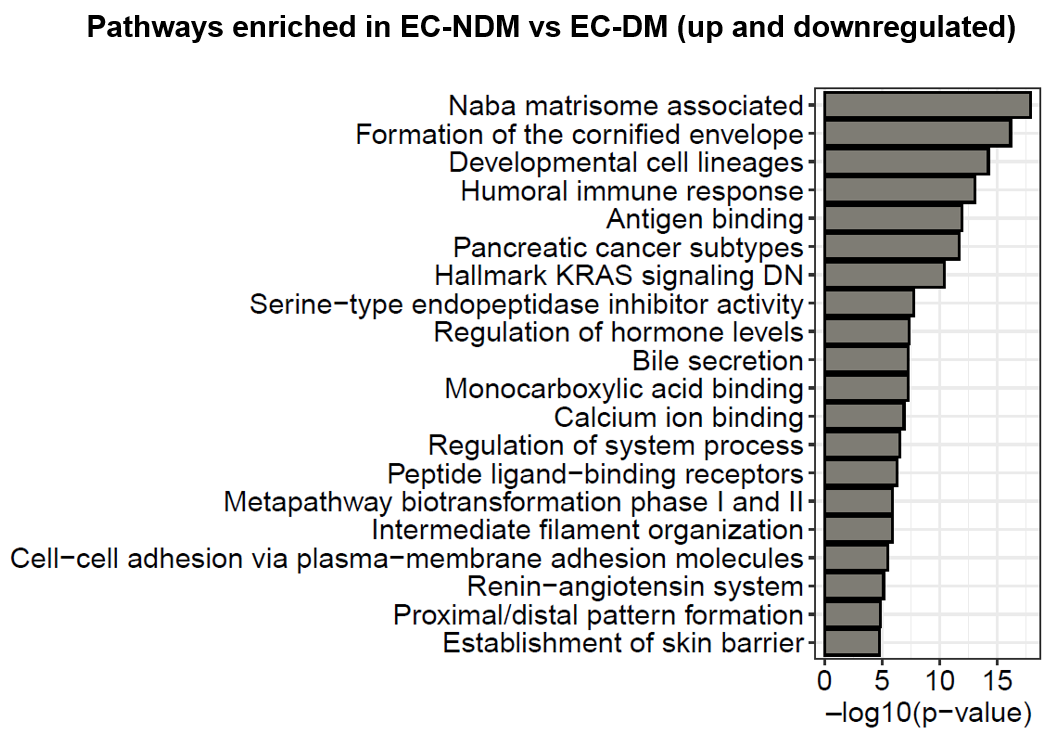 Pathways enriched in EC-NDM vs EC-DM (up and downregulated)
Naba matrisome associated
Formation of the cornified envelope
Developmental cell lineages
Humoral immune response
Antigen binding
Pancreatic cancer subtypes
Hallmark KRAS signaling DN
Serine−type endopeptidase inhibitor activity
Regulation of hormone levels
Bile secretion
Monocarboxylic acid binding
Calcium ion binding
Regulation of system process
Peptide ligand−binding receptors
Metapathway biotransformation phase I and II
Intermediate filament organization
Cell−cell adhesion via plasma−membrane adhesion molecules
Renin−angiotensin system
Proximal/distal pattern formation
Establishment of skin barrier
0 5 10 15
–log10(p−value)